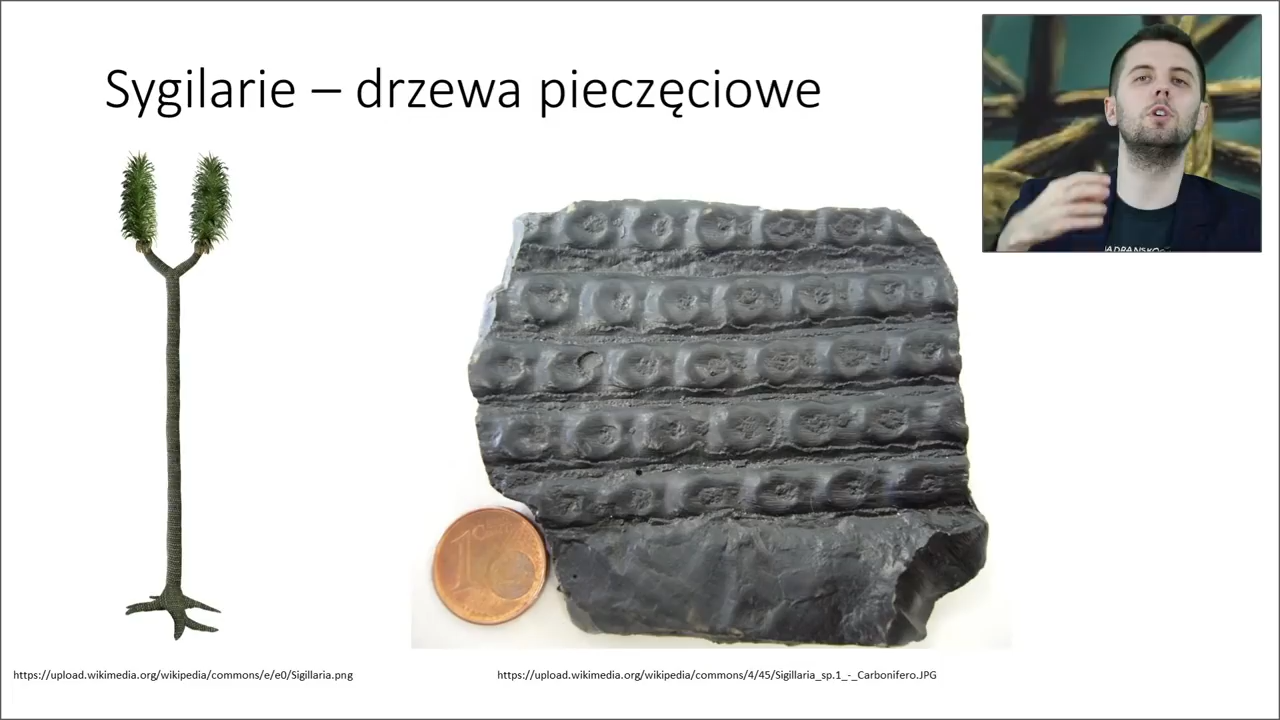 Sygilarie – drzewa pieczęciowe
https://upload.wikimedia.org/wikipedia/commons/e/e0/Sigillaria.png
https://upload.wikimedia.org/wikipedia/commons/4/45/Sigillaria_sp.1_-_Carbonifero.JPG
1